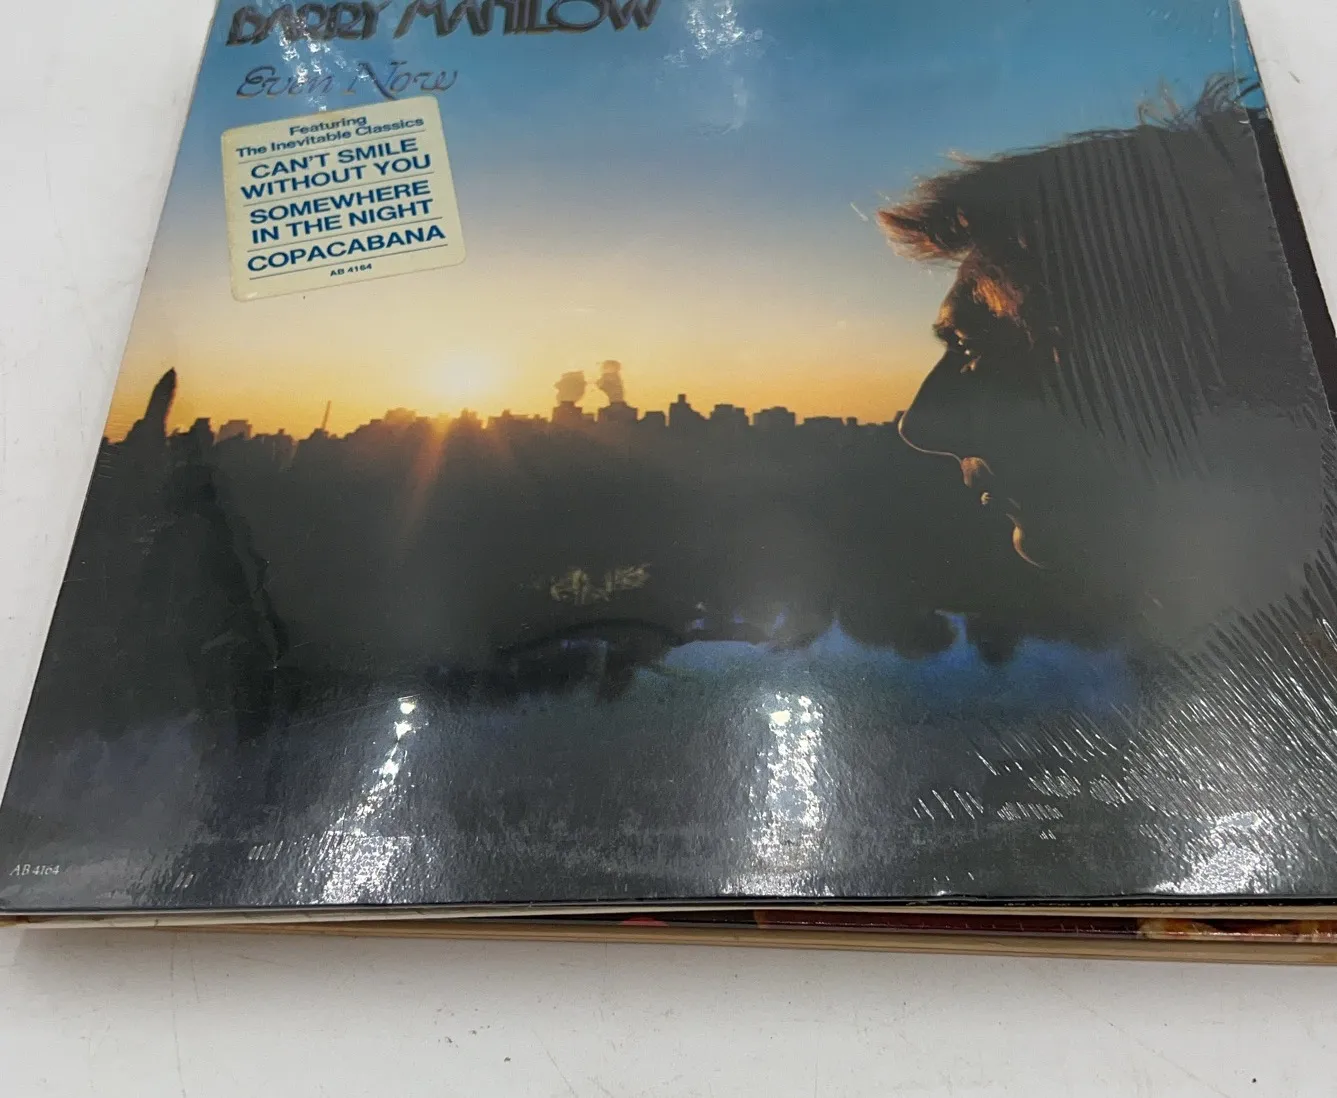 BARRY MANILOW
Even Now
Featuring
The Inevitable Classics
CAN'T SMILE
WITHOUT YOU
SOMEWHERE
IN THE NIGHT
COPACABANA
AB 4164
AB 4164